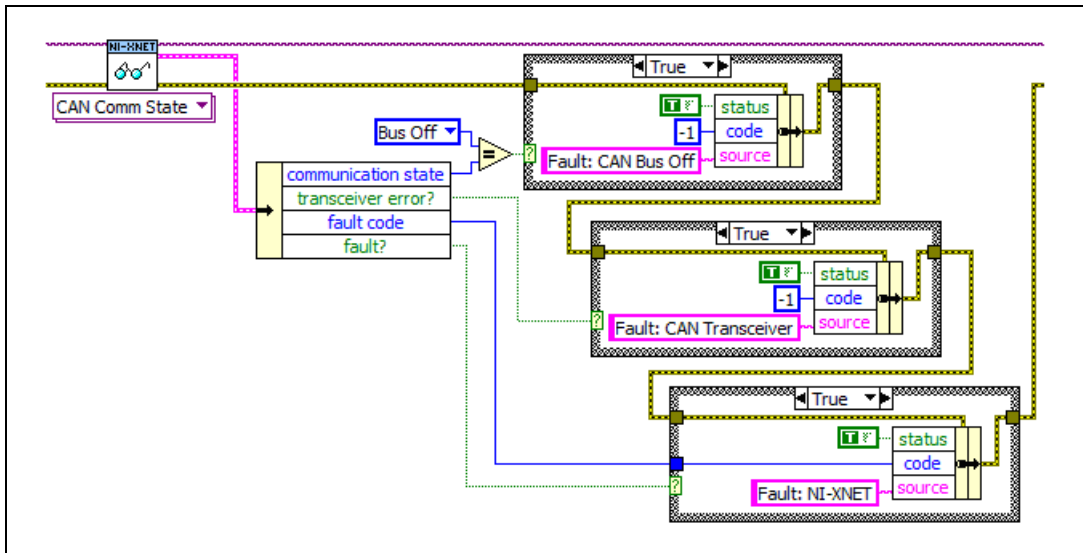 NI-XNET
CAN Comm State
True
T
status
-1
code
Fault: CAN Bus Off
source
Bus Off
=
?
communication state
transceiver error?
fault code
fault?
True
T
status
-1
code
?
Fault: CAN Transceiver
source
True
T
status
code
?
Fault: NI-XNET
source